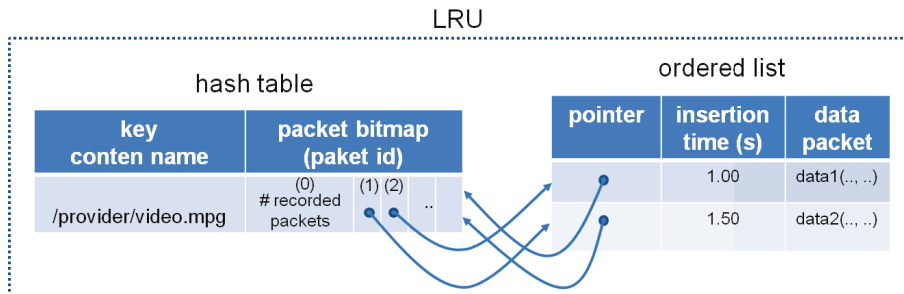 LRU
hash table
ordered list
key
conten name
packet bitmap
(paket id)
pointer
insertion
time (s)
data
packet
/provider/video.mpg
(0)
# recorded
packets
(1) (2)
..
1.00
data1(.., ..)
1.50
data2(.., ..)